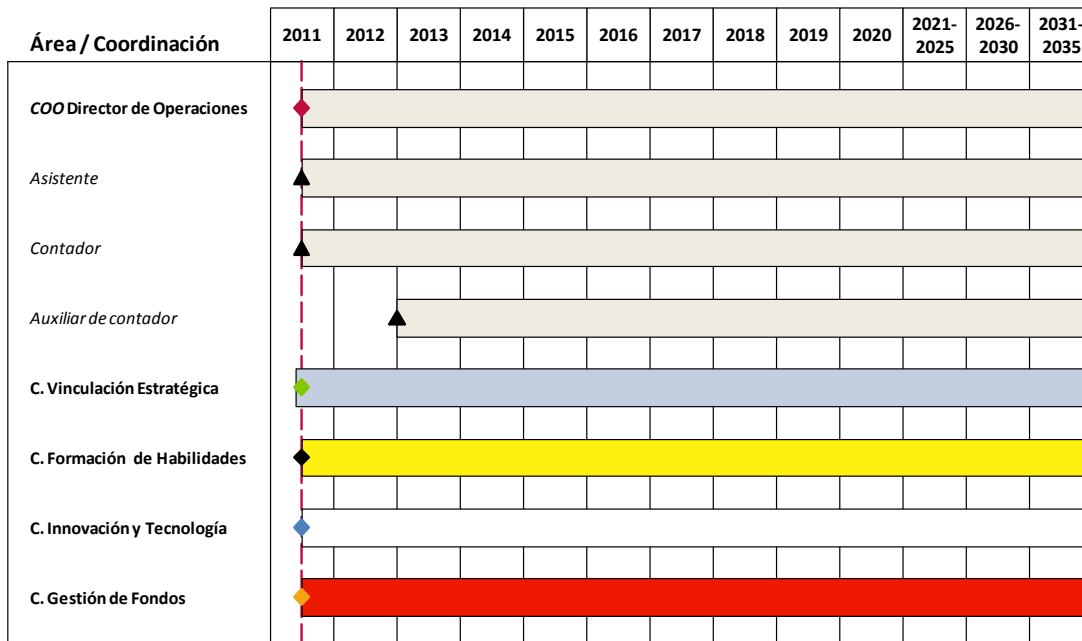 Área / Coordinación 2011 2012 2013 2014 2015 2016 2017 2018 2019 2020 2021-2025 2026-2030 2031-2035
COO Director de Operaciones
Asistente
Contador
Auxiliar de contador
C. Vinculación Estratégica
C. Formación de Habilidades
C. Innovación y Tecnología
C. Gestión de Fondos